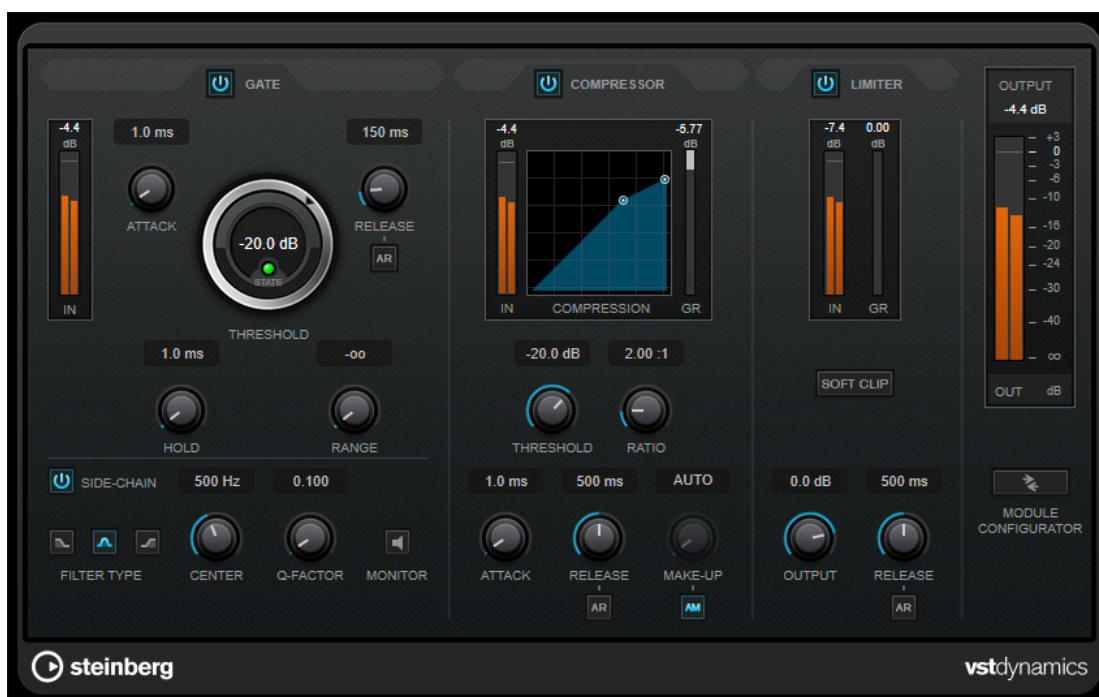 GATE
COMPRESSOR
LIMITER
OUTPUT
-4.4 dB
-4.4
dB
IN
1.0 ms
ATTACK
150 ms
RELEASE
AR
-20.0 dB
STATE
THRESHOLD
1.0 ms
HOLD
-oo
RANGE
SIDE-CHAIN
500 Hz
0.100
FILTER TYPE
CENTER
Q-FACTOR
MONITOR
-4.4
dB
-5.77
dB
IN
COMPRESSION
GR
-20.0 dB
2.00 :1
THRESHOLD
RATIO
1.0 ms
500 ms
AUTO
ATTACK
RELEASE
MAKE-UP
AR
AM
-7.4
dB
0.00
dB
IN
GR
SOFT CLIP
0.0 dB
500 ms
OUTPUT
RELEASE
AR
+3
0
-3
-6
-10
-16
-20
-24
-30
-40
oo
OUT dB
MODULE
CONFIGURATOR
steinberg
vstdynamics